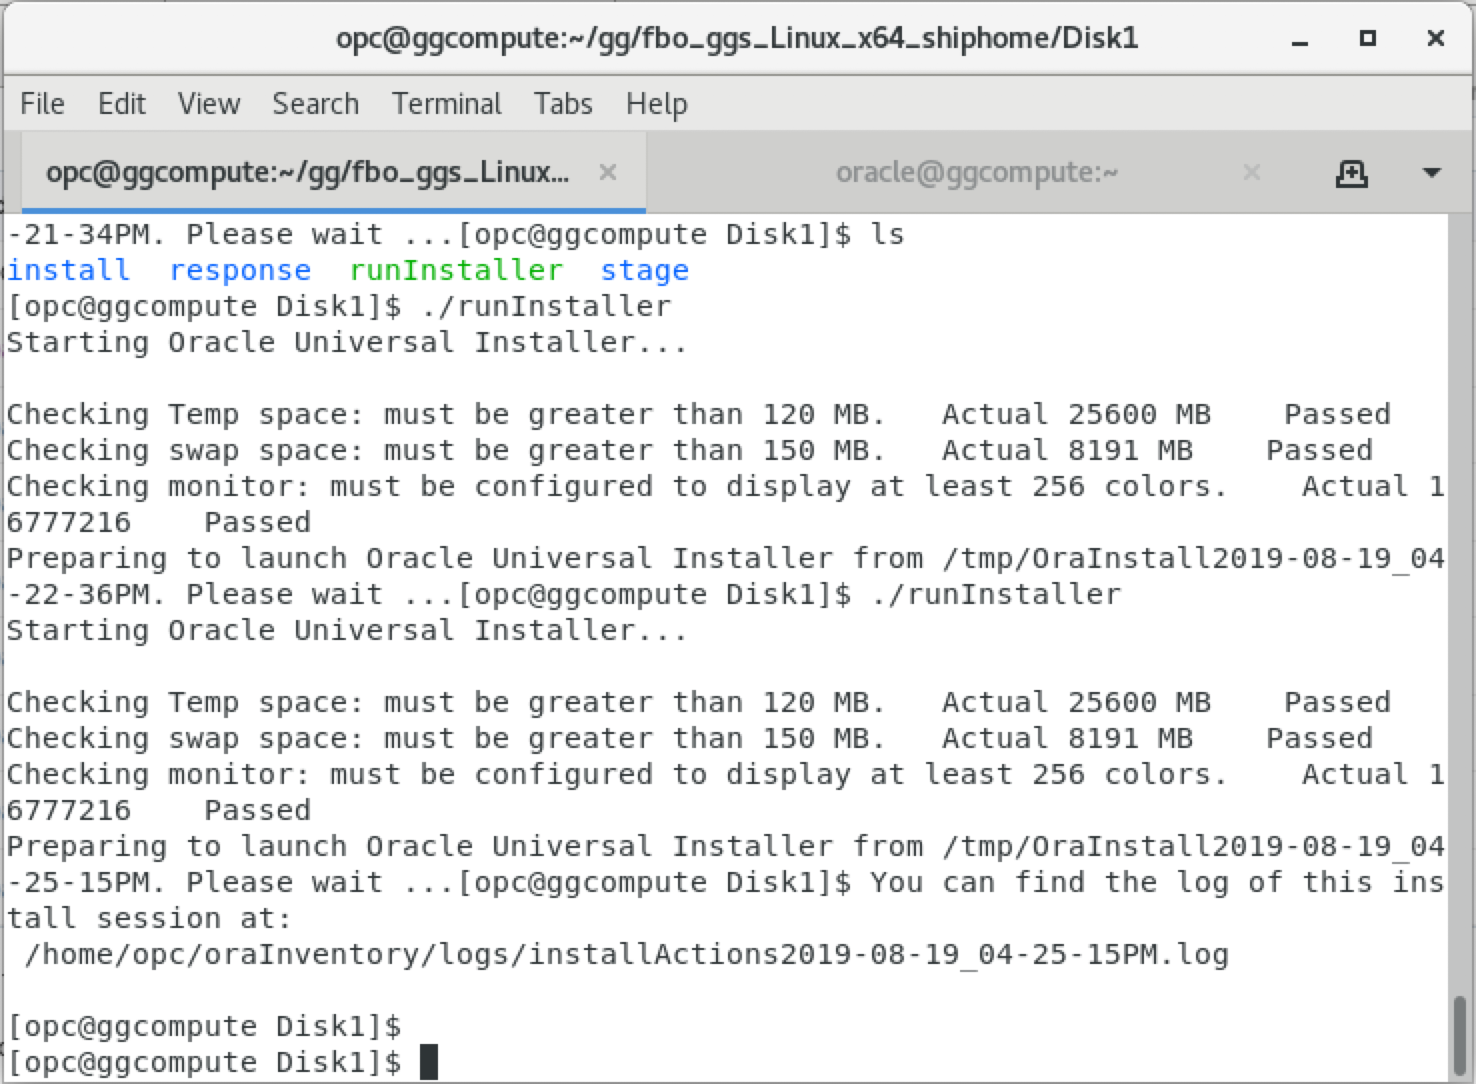 opc@ggcompute:~/gg/fbo_ggs_Linux_x64_shiphome/Disk1
File Edit View Search Terminal Tabs Help
opc@ggcompute:~/gg/fbo_ggs_Linux... oracle@ggcompute:~
-21-34PM. Please wait ...[opc@ggcompute Disk1]$ ls
install response runInstaller stage
[opc@ggcompute Disk1]$ ./runInstaller
Starting Oracle Universal Installer...
Checking Temp space: must be greater than 120 MB. Actual 25600 MB Passed
Checking swap space: must be greater than 150 MB. Actual 8191 MB Passed
Checking monitor: must be configured to display at least 256 colors. Actual 1
6777216 Passed
Preparing to launch Oracle Universal Installer from /tmp/OraInstall2019-08-19_04
-22-36PM. Please wait ...[opc@ggcompute Disk1]$ ./runInstaller
Starting Oracle Universal Installer...
Checking Temp space: must be greater than 120 MB. Actual 25600 MB Passed
Checking swap space: must be greater than 150 MB. Actual 8191 MB Passed
Checking monitor: must be configured to display at least 256 colors. Actual 1
6777216 Passed
Preparing to launch Oracle Universal Installer from /tmp/OraInstall2019-08-19_04
-25-15PM. Please wait ...[opc@ggcompute Disk1]$ You can find the log of this ins
tall session at:
/home/opc/oraInventory/logs/installActions2019-08-19_04-25-15PM.log
[opc@ggcompute Disk1]$
[opc@ggcompute Disk1]$